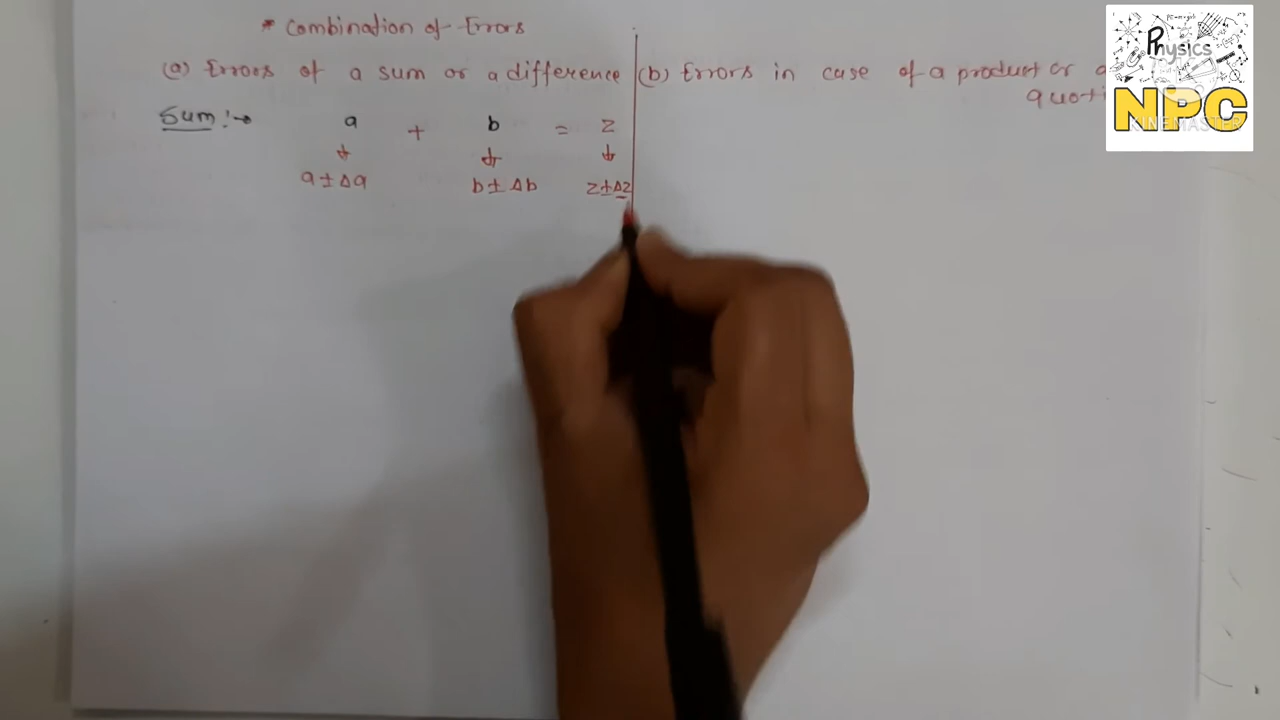 * Combination of Errors
(a) Errors of a sum or a difference
(b) Errors in case of a product or a
Sum :→ a + b = z
a ± Δa b ± Δb z ± Δz
Physics
NPC
KINEMASTER